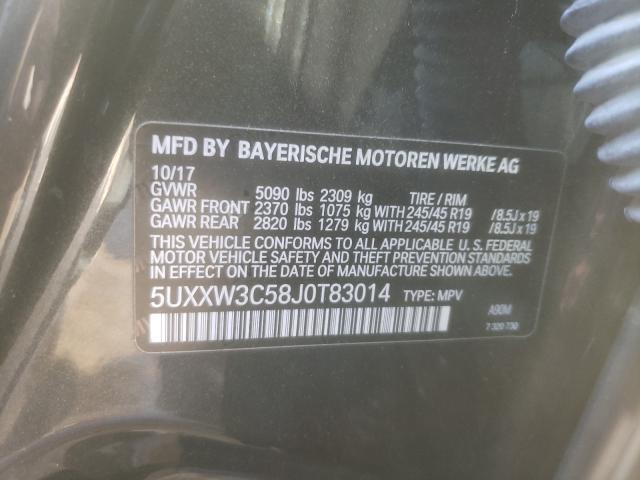 MFD BY BAYERISCHE MOTOREN WERKE AG
10/17
GVWR 5090 lbs 2309 kg TIRE / RIM
GAWR FRONT 2370 lbs 1075 kg WITH 245/45 R19 /8.5J x 19
GAWR REAR 2820 lbs 1279 kg WITH 245/45 R19 /8.5J x 19
THIS VEHICLE CONFORMS TO ALL APPLICABLE U. S. FEDERAL
MOTOR VEHICLE SAFETY AND THEFT PREVENTION STANDARDS
IN EFFECT ON THE DATE OF MANUFACTURE SHOWN ABOVE.
5UXXW3C58J0T83014 TYPE: MPV A90M
7 320 730